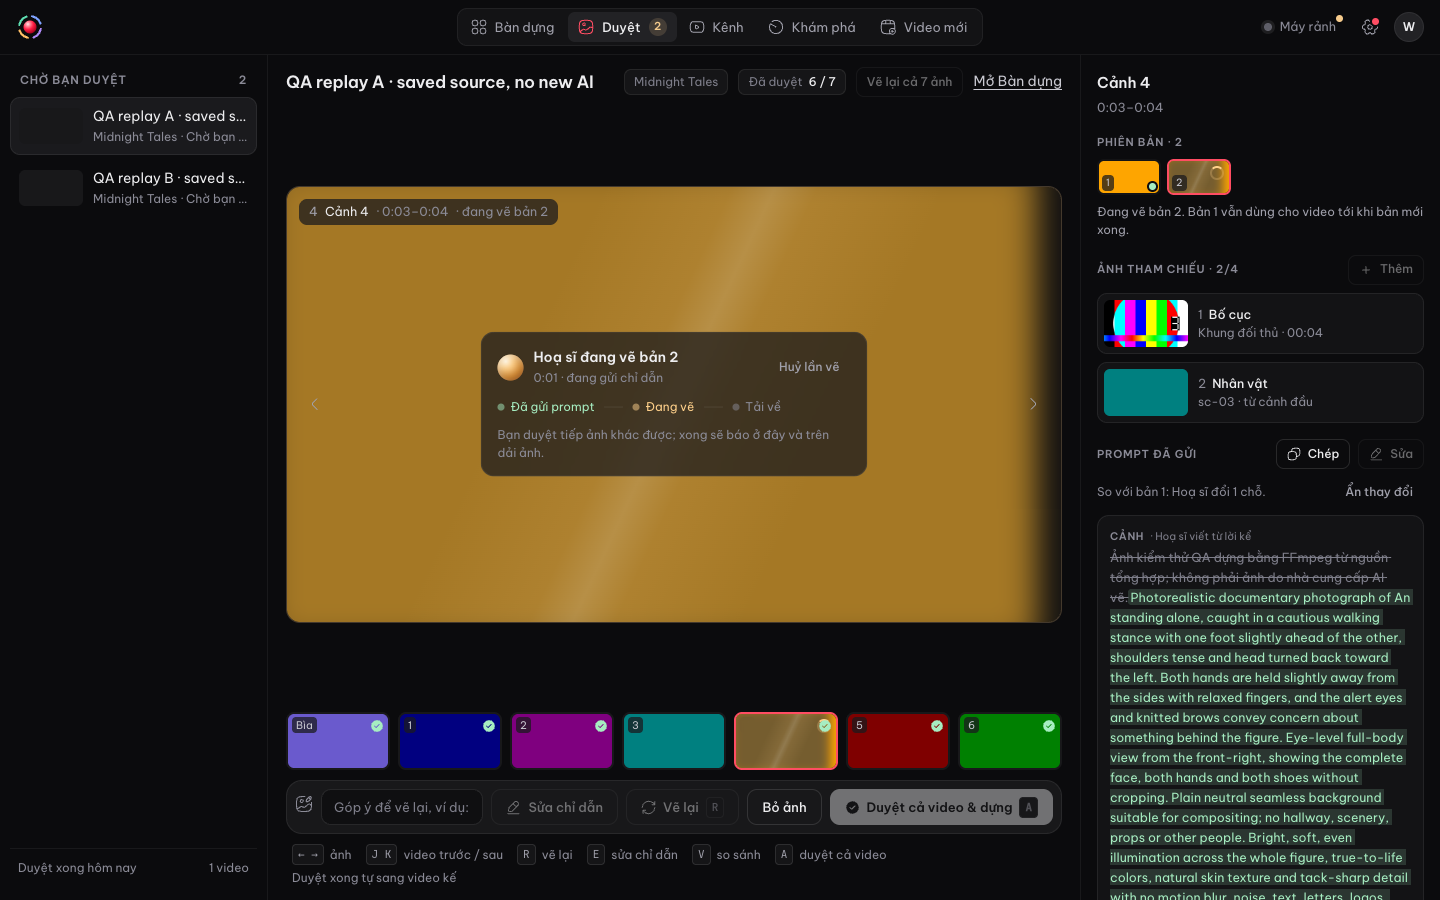 Bàn dựng
Duyệt 2
Kênh
Khám phá
Video mới
Máy rảnh
W
CHỜ BẠN DUYỆT 2
QA replay A · saved s...
Midnight Tales · Chờ bạn ...
QA replay B · saved s...
Midnight Tales · Chờ bạn ...
Duyệt xong hôm nay 1 video
QA replay A · saved source, no new AI
Midnight Tales
Đã duyệt 6 / 7
Vẽ lại cả 7 ảnh
Mở Bàn dựng
4 Cảnh 4 · 0:03–0:04 · đang vẽ bản 2
Hoạ sĩ đang vẽ bản 2
0:01 · đang gửi chỉ dẫn
Huỷ lần vẽ
Đã gửi prompt
Đang vẽ
Tải về
Bạn duyệt tiếp ảnh khác được; xong sẽ báo ở đây và trên
dải ảnh.
Bìa
1
2
3
5
6
Góp ý để vẽ lại, ví dụ:
Sửa chỉ dẫn
Vẽ lại R
Bỏ ảnh
Duyệt cả video & dựng A
← → ảnh
J K video trước / sau
R vẽ lại
E sửa chỉ dẫn
V so sánh
A duyệt cả video
Duyệt xong tự sang video kế
Cảnh 4
0:03–0:04
PHIÊN BẢN · 2
1
2
Đang vẽ bản 2. Bản 1 vẫn dùng cho video tới khi bản mới
xong.
ẢNH THAM CHIẾU · 2/4
+ Thêm
1 Bố cục
Khung đối thủ · 00:04
2 Nhân vật
sc-03 · từ cảnh đầu
PROMPT ĐÃ GỬI
Chép
Sửa
So với bản 1: Hoạ sĩ đổi 1 chỗ.
Ẩn thay đổi
CẢNH · Hoạ sĩ viết từ lời kể
Ảnh kiểm thử QA dựng bằng FFmpeg từ nguồn
tổng hợp; không phải ảnh do nhà cung cấp AI
vẽ. Photorealistic documentary photograph of An
standing alone, caught in a cautious walking
stance with one foot slightly ahead of the other,
shoulders tense and head turned back toward
the left. Both hands are held slightly away from
the sides with relaxed fingers, and the alert eyes
and knitted brows convey concern about
something behind the figure. Eye-level full-body
view from the front-right, showing the complete
face, both hands and both shoes without
cropping. Plain neutral seamless background
suitable for compositing; no hallway, scenery,
props or other people. Bright, soft, even
illumination across the whole figure, true-to-life
colors, natural skin texture and tack-sharp detail
with no motion blur, noise, text, letters, logos,